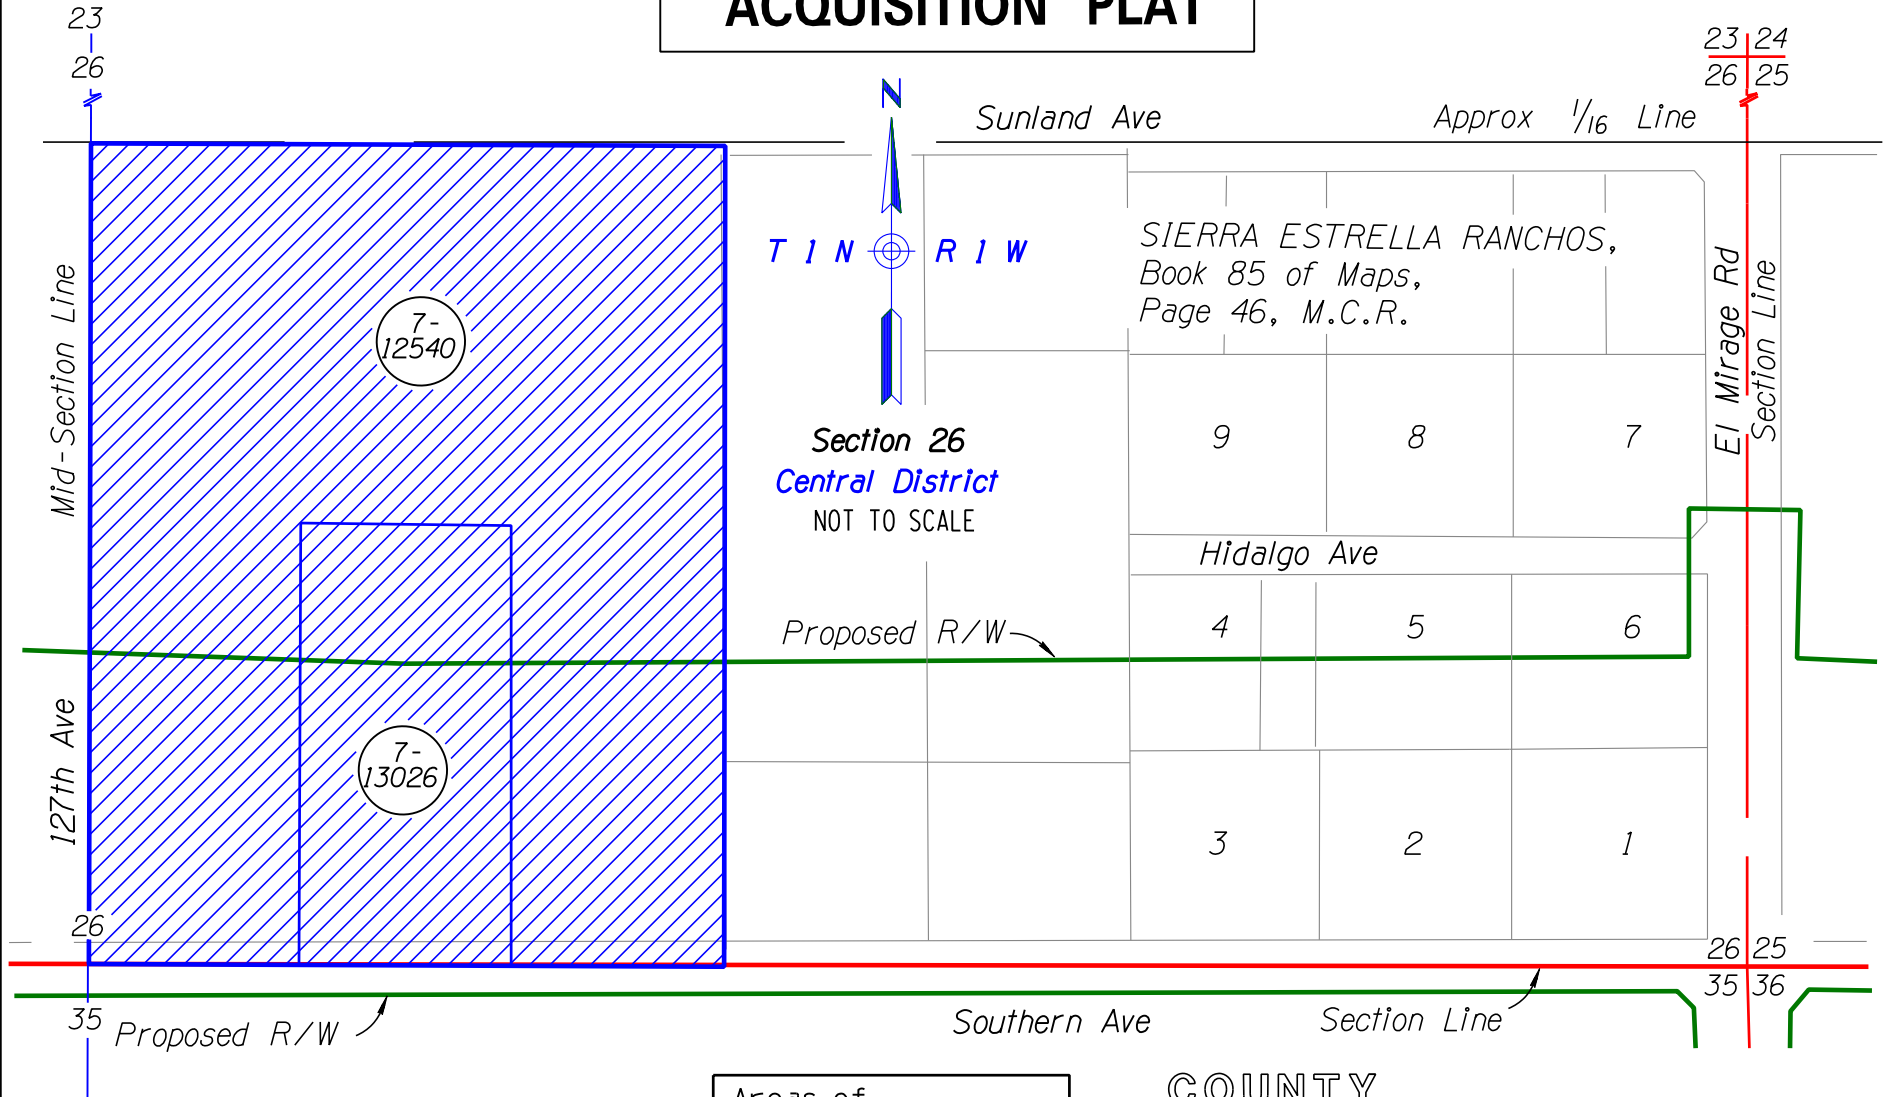 ACQUISITION PLAT
23
26
23 24
26 25
N
Sunland Ave
Approx 1/16 Line
T 1 N R 1 W
SIERRA ESTRELLA RANCHOS,
Book 85 of Maps,
Page 46, M.C.R.
Mid-Section Line
El Mirage Rd
Section Line
7-
12540
Section 26
Central District
NOT TO SCALE
9 8 7
Hidalgo Ave
Proposed R/W
4 5 6
127th Ave
7-
13026
3 2 1
26
26 25
35 36
35
Proposed R/W
Southern Ave
Section Line
Areas of
COUNTY